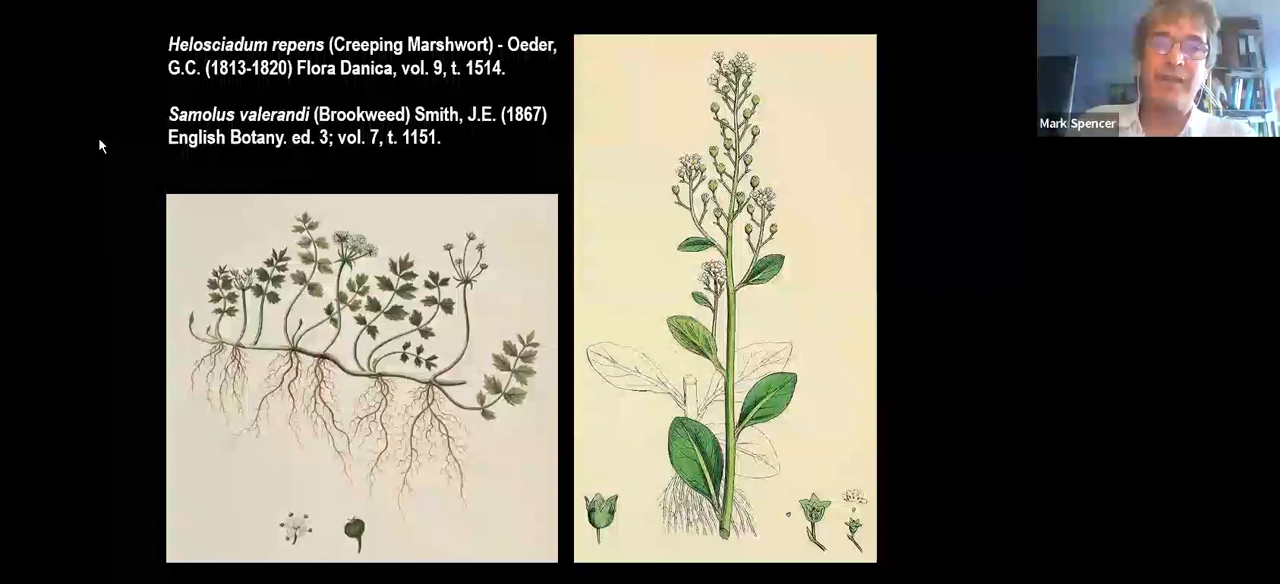 Helosciadum repens (Creeping Marshwort) - Oeder,
G.C. (1813-1820) Flora Danica, vol. 9, t. 1514.
Samolus valerandi (Brookweed) Smith, J.E. (1867)
English Botany. ed. 3; vol. 7, t. 1151.
Mark Spencer